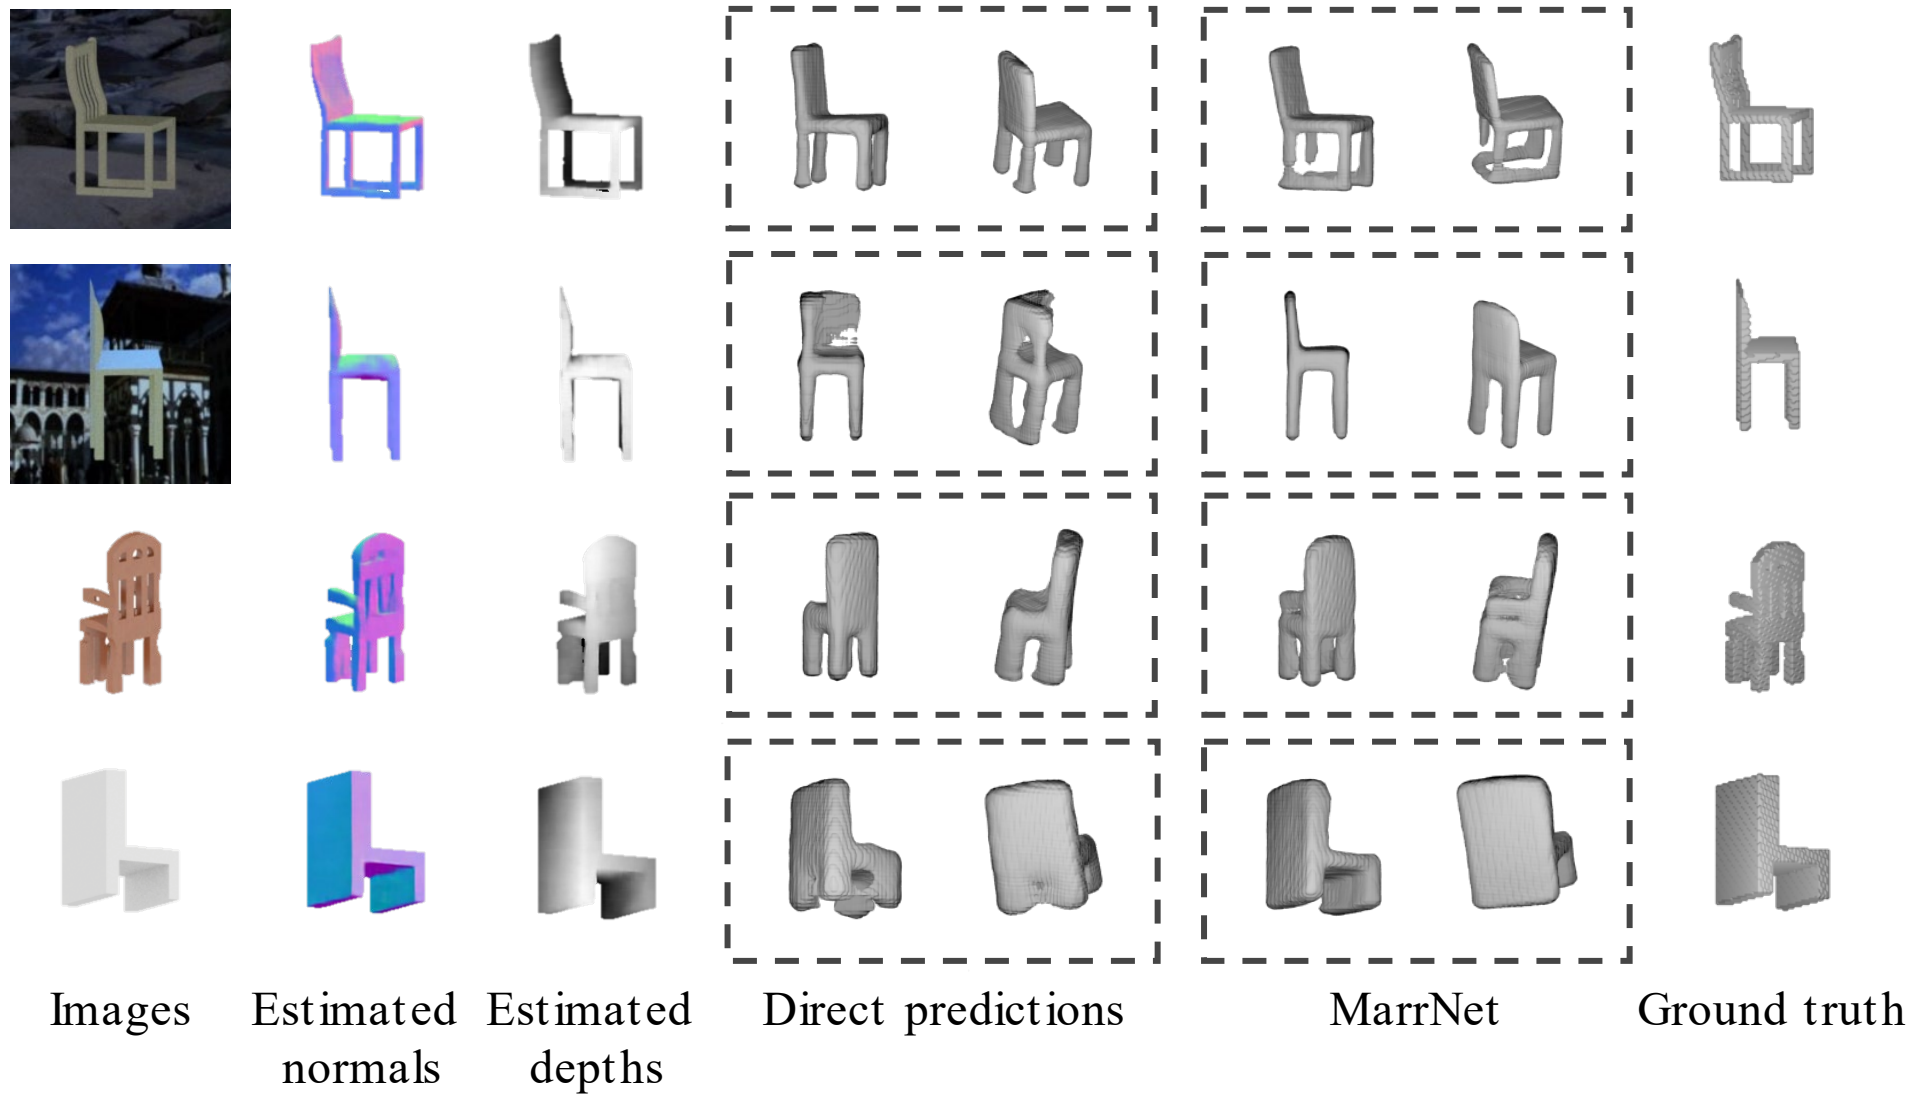 Images
Estimated normals
Estimated depths
Direct predictions
MarrNet
Ground truth